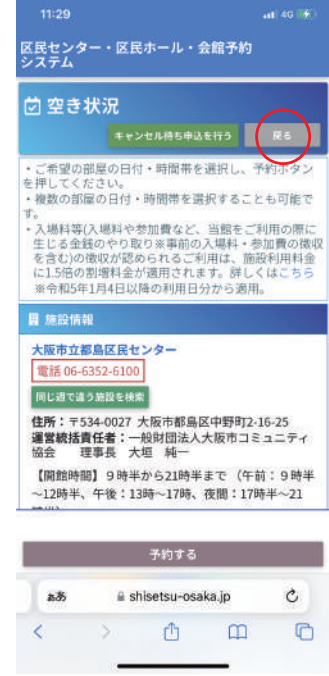 11:29
4G
区民センター・区民ホール・会館予約
システム
空き状況
キャンセル待ち申込を行う
戻る
・ご希望の部屋の日付・時間帯を選択し、予約ボタン
を押してください。
・複数の部屋の日付・時間帯を選択することも可能で
す。
・入場料等(入場料や参加費など、当館をご利用の際に
生じる金銭のやり取り※事前の入場料・参加費の徴収
を含む)の徴収が認められるご利用は、施設利用料金
に1.5倍の割増料金が適用されます。詳しくはこちら
※令和5年1月4日以降の利用日分から適用。
施設情報
大阪市立都島区民センター
電話 06-6352-6100
同じ週で違う施設を検索
住所：〒534-0027 大阪市都島区中野町2-16-25
運営統括責任者：一般財団法人大阪市コミュニティ
協会 理事長 大垣 純一
【開館時間】９時半から21時半まで （午前：９時半
～12時半、午後：13時～17時、夜間：17時半～21
予約する
ぁあ
shisetsu-osaka.jp